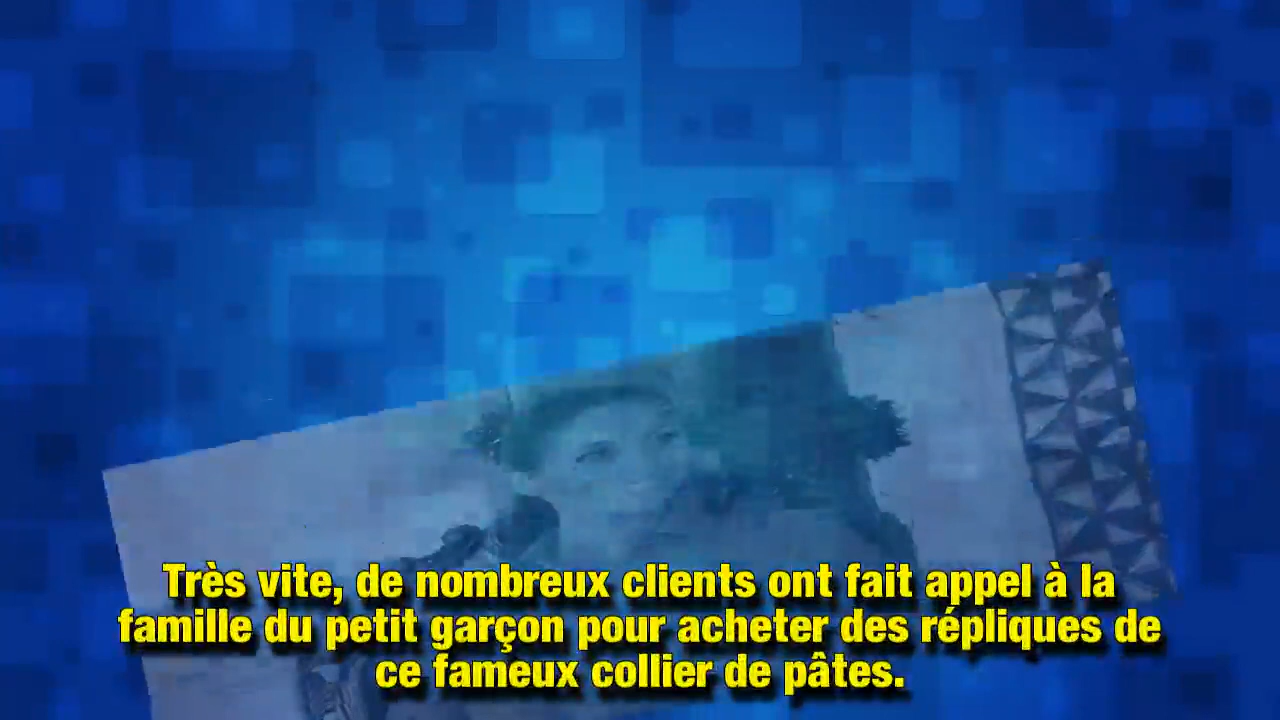 Très vite, de nombreux clients ont fait appel à la
famille du petit garçon pour acheter des répliques de
ce fameux collier de pâtes.